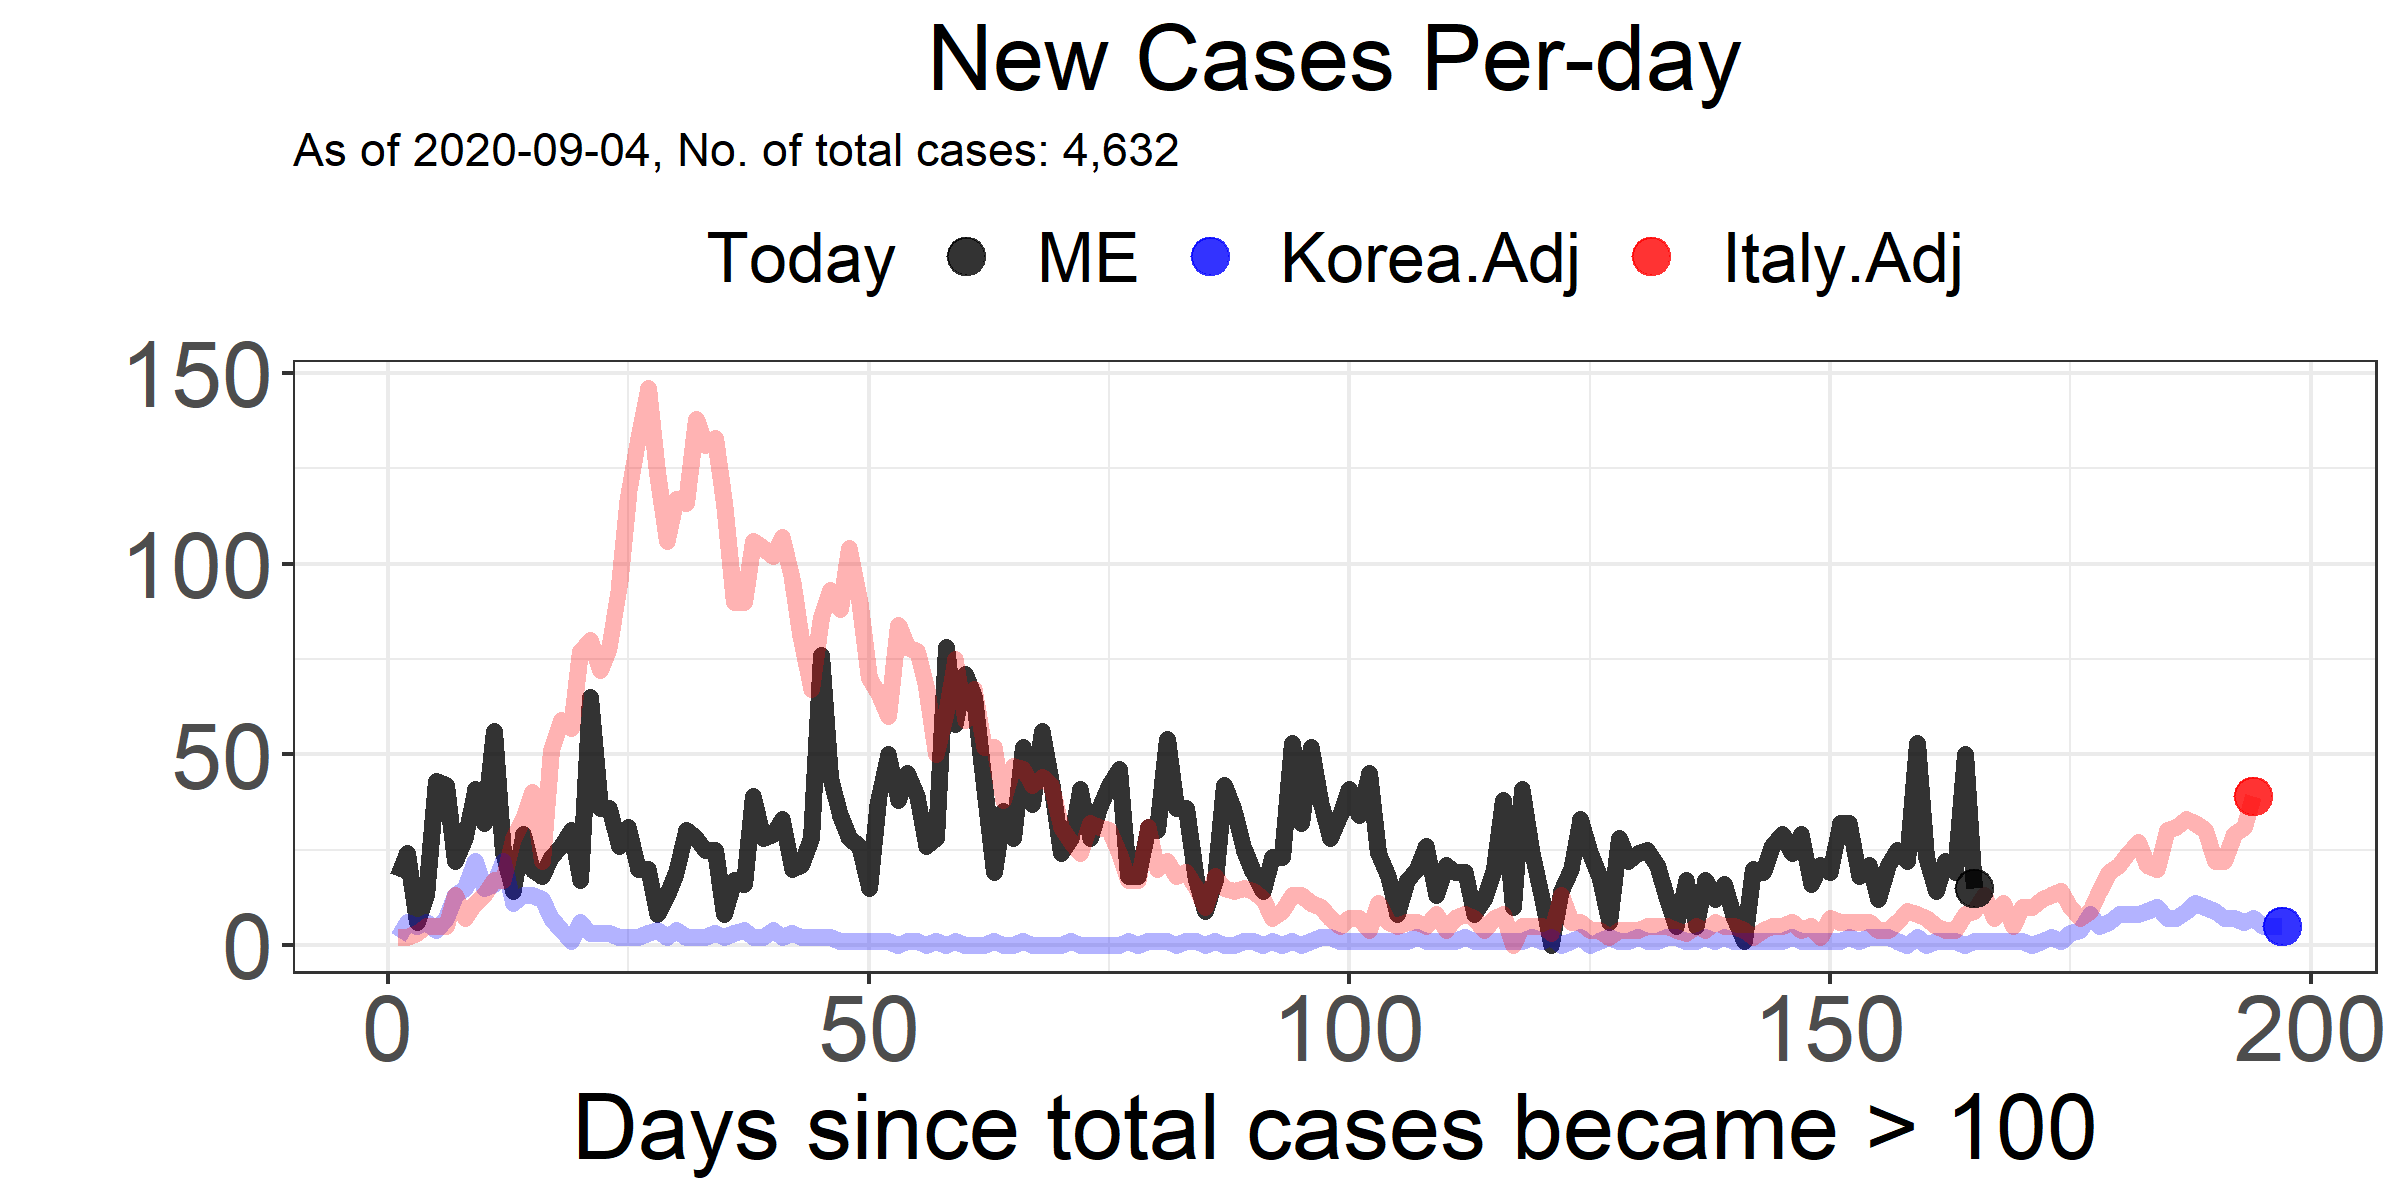 New Cases Per-day
As of 2020-09-04, No. of total cases: 4,632
Today ME Korea.Adj Italy.Adj
150
100
50
0
0 50 100 150 200
Days since total cases became > 100